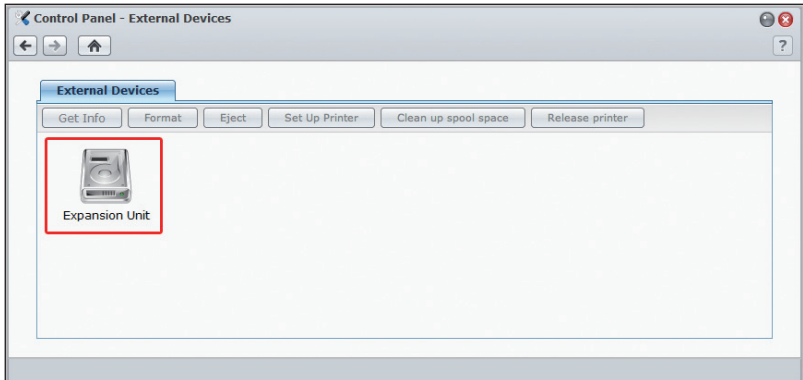 Control Panel - External Devices
?
External Devices
Get Info Format Eject Set Up Printer Clean up spool space Release printer
Expansion Unit